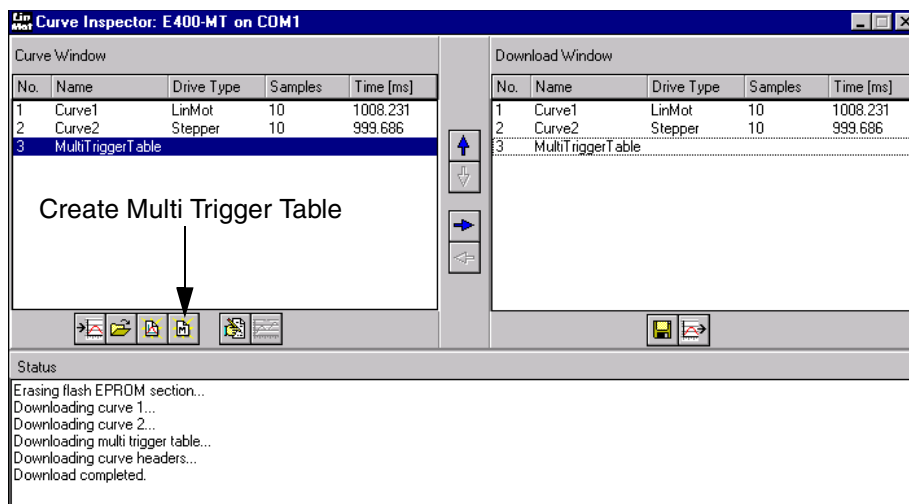 Lin Mot Curve Inspector: E400-MT on COM1
Curve Window
No. Name Drive Type Samples Time [ms]
1 Curve1 LinMot 10 1008.231
2 Curve2 Stepper 10 999.686
3 MultiTriggerTable
Create Multi Trigger Table
M
Download Window
No. Name Drive Type Samples Time [ms]
1 Curve1 LinMot 10 1008.231
2 Curve2 Stepper 10 999.686
3 MultiTriggerTable
Status
Erasing flash EPROM section...
Downloading curve 1...
Downloading curve 2...
Downloading multi trigger table...
Downloading curve headers...
Download completed.